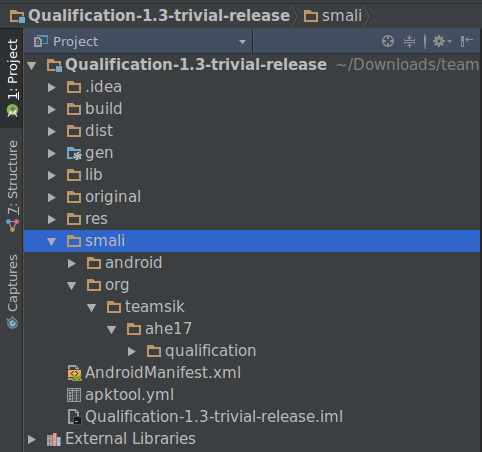 Qualification-1.3-trivial-release smali
Project
Qualification-1.3-trivial-release ~/Downloads/team
.idea
build
dist
gen
lib
original
res
smali
android
org
teamsik
ahe17
qualification
AndroidManifest.xml
apktool.yml
Qualification-1.3-trivial-release.iml
External Libraries
1: Project
7: Structure
Captures